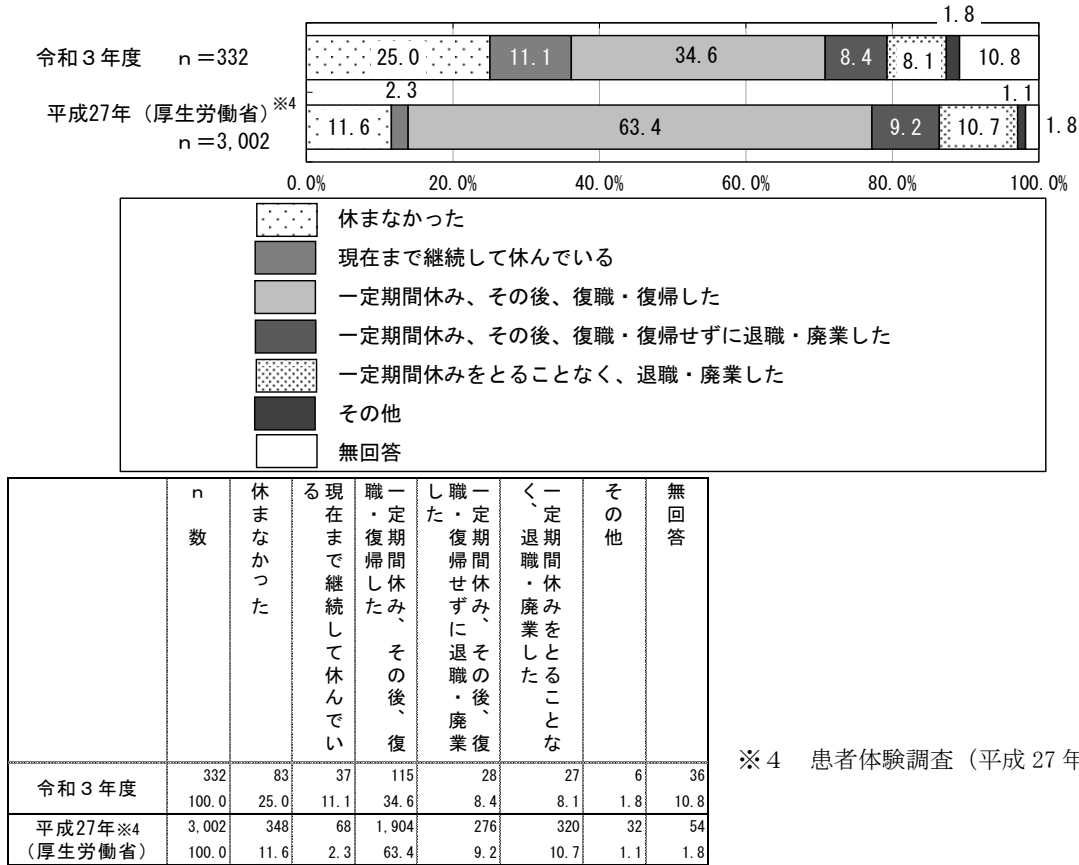 1.8
令和３年度　ｎ＝332
25.0 11.1 34.6 8.4 8.1 10.8
2.3 1.1
平成27年（厚生労働省）※4
ｎ＝3,002
11.6 63.4 9.2 10.7 1.8
0.0% 20.0% 40.0% 60.0% 80.0% 100.0%
休まなかった
現在まで継続して休んでいる
一定期間休み、その後、復職・復帰した
一定期間休み、その後、復職・復帰せずに退職・廃業した
一定期間休みをとることなく、退職・廃業した
その他
無回答
ｎ数
休まなかった
現在まで継続して休んでい
る
一定期間休み、その後、復
職・復帰した
一定期間休み、その後、復
職・復帰せずに退職・廃業
した
一定期間休みをとることな
く、退職・廃業した
その他
無回答
令和３年度
332 83 37 115 28 27 6 36
100.0 25.0 11.1 34.6 8.4 8.1 1.8 10.8
平成27年※4
（厚生労働省）
3,002 348 68 1,904 276 320 32 54
100.0 11.6 2.3 63.4 9.2 10.7 1.1 1.8
※４　患者体験調査（平成 27 年